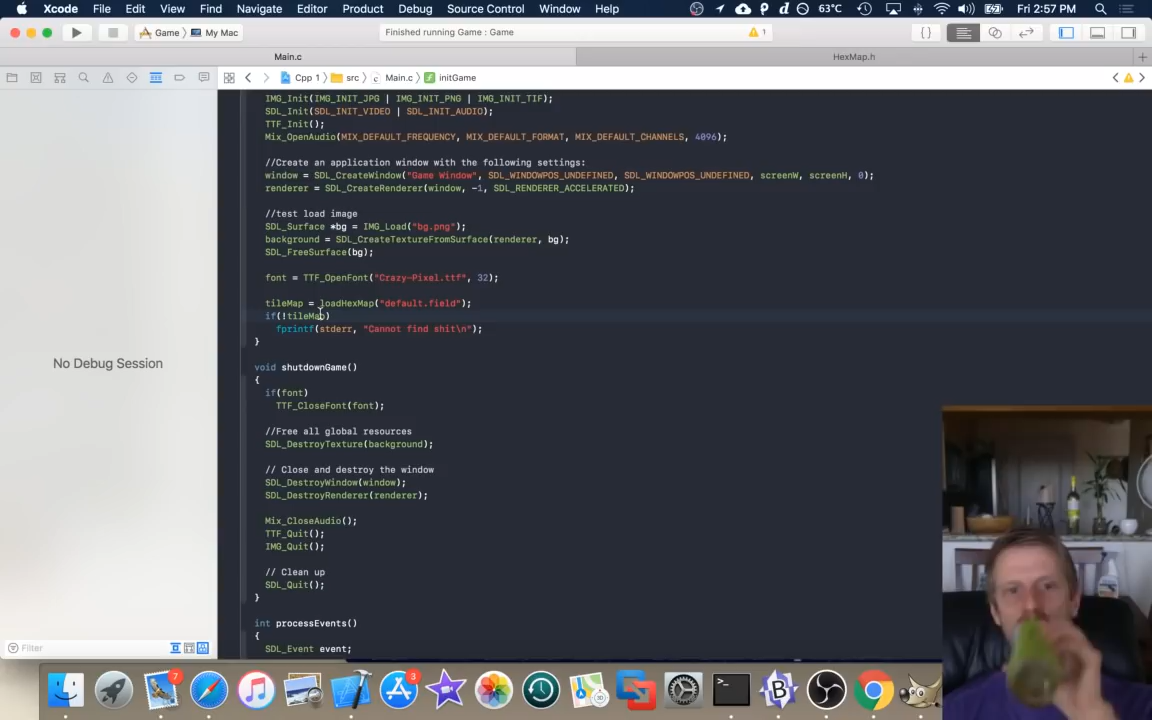 Xcode File Edit View Find Navigate Editor Product Debug Source Control Window Help 63°C Fri 2:57 PM
Game My Mac Finished running Game : Game 1
Main.c HexMap.h
Cpp 1 src Main.c initGame
IMG_Init(IMG_INIT_JPG | IMG_INIT_PNG | IMG_INIT_TIF);
SDL_Init(SDL_INIT_VIDEO | SDL_INIT_AUDIO);
TTF_Init();
Mix_OpenAudio(MIX_DEFAULT_FREQUENCY, MIX_DEFAULT_FORMAT, MIX_DEFAULT_CHANNELS, 4096);
//Create an application window with the following settings:
window = SDL_CreateWindow("Game Window", SDL_WINDOWPOS_UNDEFINED, SDL_WINDOWPOS_UNDEFINED, screenW, screenH, 0);
renderer = SDL_CreateRenderer(window, -1, SDL_RENDERER_ACCELERATED);
//test load image
SDL_Surface *bg = IMG_Load("bg.png");
background = SDL_CreateTextureFromSurface(renderer, bg);
SDL_FreeSurface(bg);
font = TTF_OpenFont("Crazy-Pixel.ttf", 32);
tileMap = loadHexMap("default.field");
if(!tileMap)
fprintf(stderr, "Cannot find shit\n");
}
void shutdownGame()
{
if(font)
TTF_CloseFont(font);
//Free all global resources
SDL_DestroyTexture(background);
// Close and destroy the window
SDL_DestroyWindow(window);
SDL_DestroyRenderer(renderer);
Mix_CloseAudio();
TTF_Quit();
IMG_Quit();
// Clean up
SDL_Quit();
}
int processEvents()
{
SDL_Event event;
No Debug Session
Filter
7
3